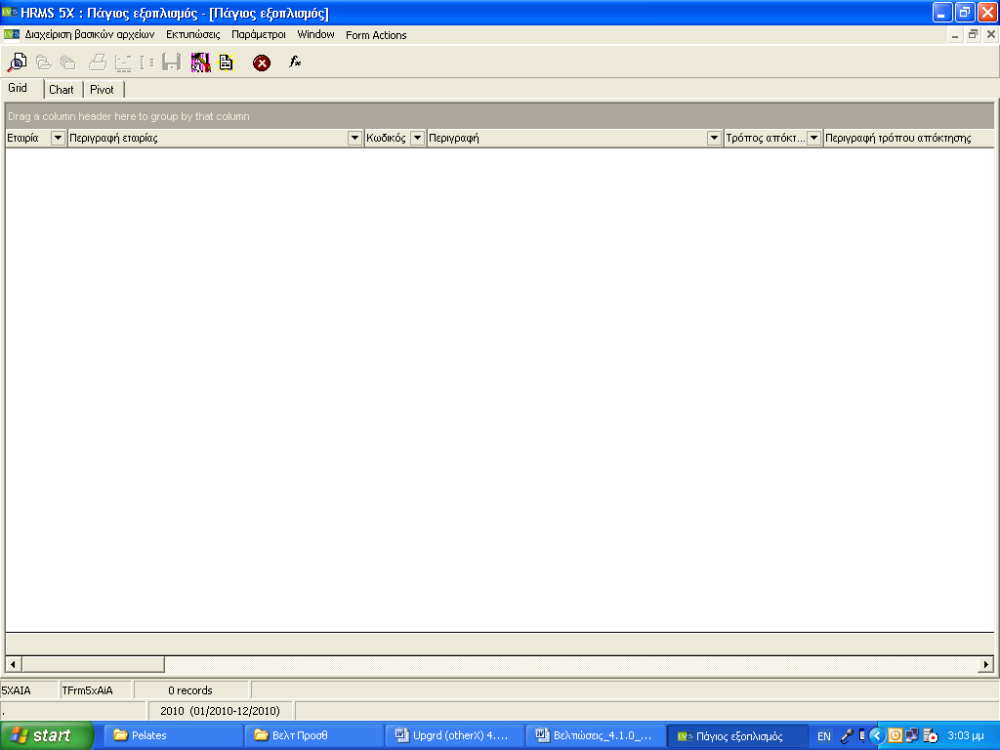 HRMS 5X : Πάγιος εξοπλισμός - [Πάγιος εξοπλισμός]
Διαχείριση βασικών αρχείων Εκτυπώσεις Παράμετροι Window Form Actions
Grid Chart Pivot
Drag a column header here to group by that column
Εταιρία Περιγραφή εταιρίας Κωδικός Περιγραφή Τρόπος απόκτ... Περιγραφή τρόπου απόκτησης
5XAIA TFrm5xAiA 0 records
. 2010 (01/2010-12/2010)
start Pelates Βελτ Προσθ Upgrd (otherX) 4.... Βελτιώσεις_4.1.0_... Πάγιος εξοπλισμός EN 3:03 μμ